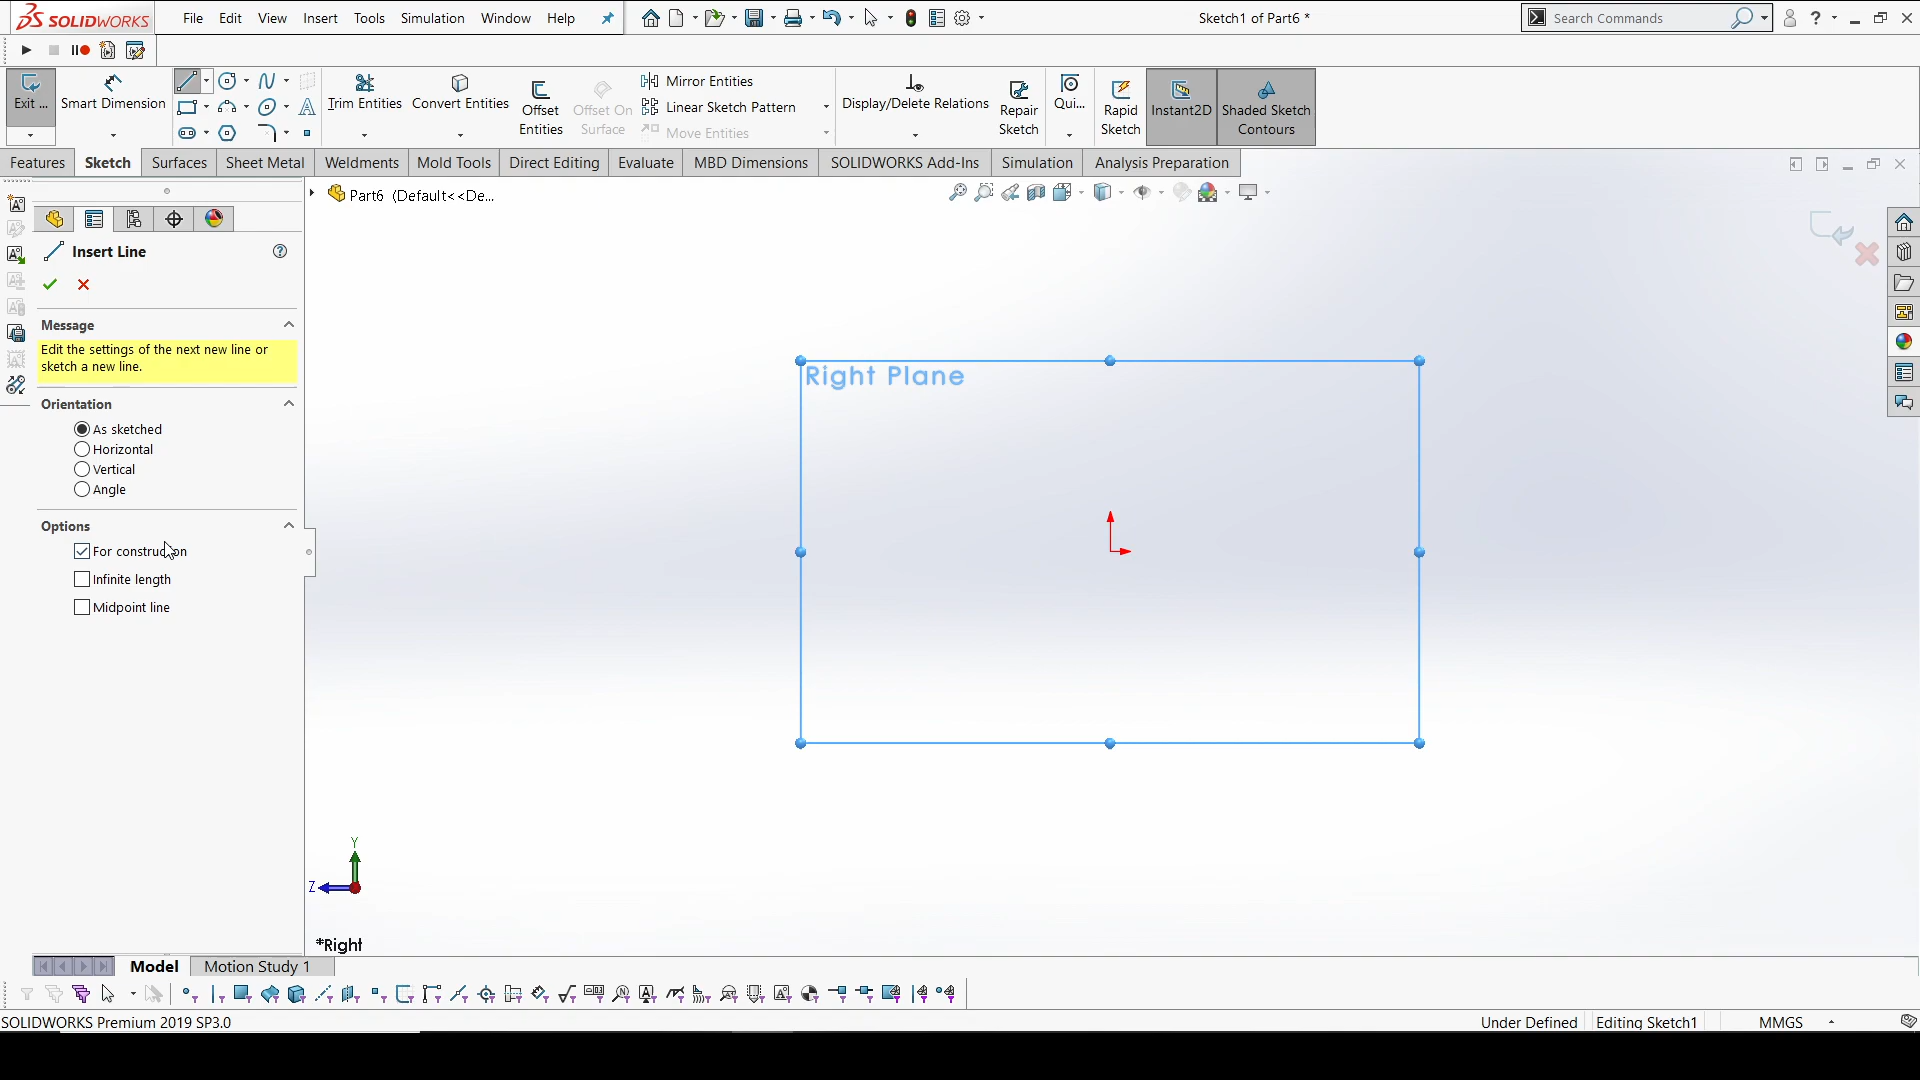 SOLIDWORKS File Edit View Insert Tools Simulation Window Help Sketch1 of Part6 * Search Commands
Exit ... Smart Dimension Trim Entities Convert Entities Offset Entities Offset On Surface Mirror Entities Display/Delete Relations Repair Sketch Qui... Rapid Sketch Instant2D Shaded Sketch Contours
Linear Sketch Pattern
Move Entities
Features Sketch Surfaces Sheet Metal Weldments Mold Tools Direct Editing Evaluate MBD Dimensions SOLIDWORKS Add-Ins Simulation Analysis Preparation
Part6 (Default<<De...
Insert Line
Message
Edit the settings of the next new line or
sketch a new line.
Orientation
As sketched
Horizontal
Vertical
Angle
Options
For construction
Infinite length
Midpoint line
Right Plane
Y
Z
*Right
Model Motion Study 1
SOLIDWORKS Premium 2019 SP3.0 Under Defined Editing Sketch1 MMGS